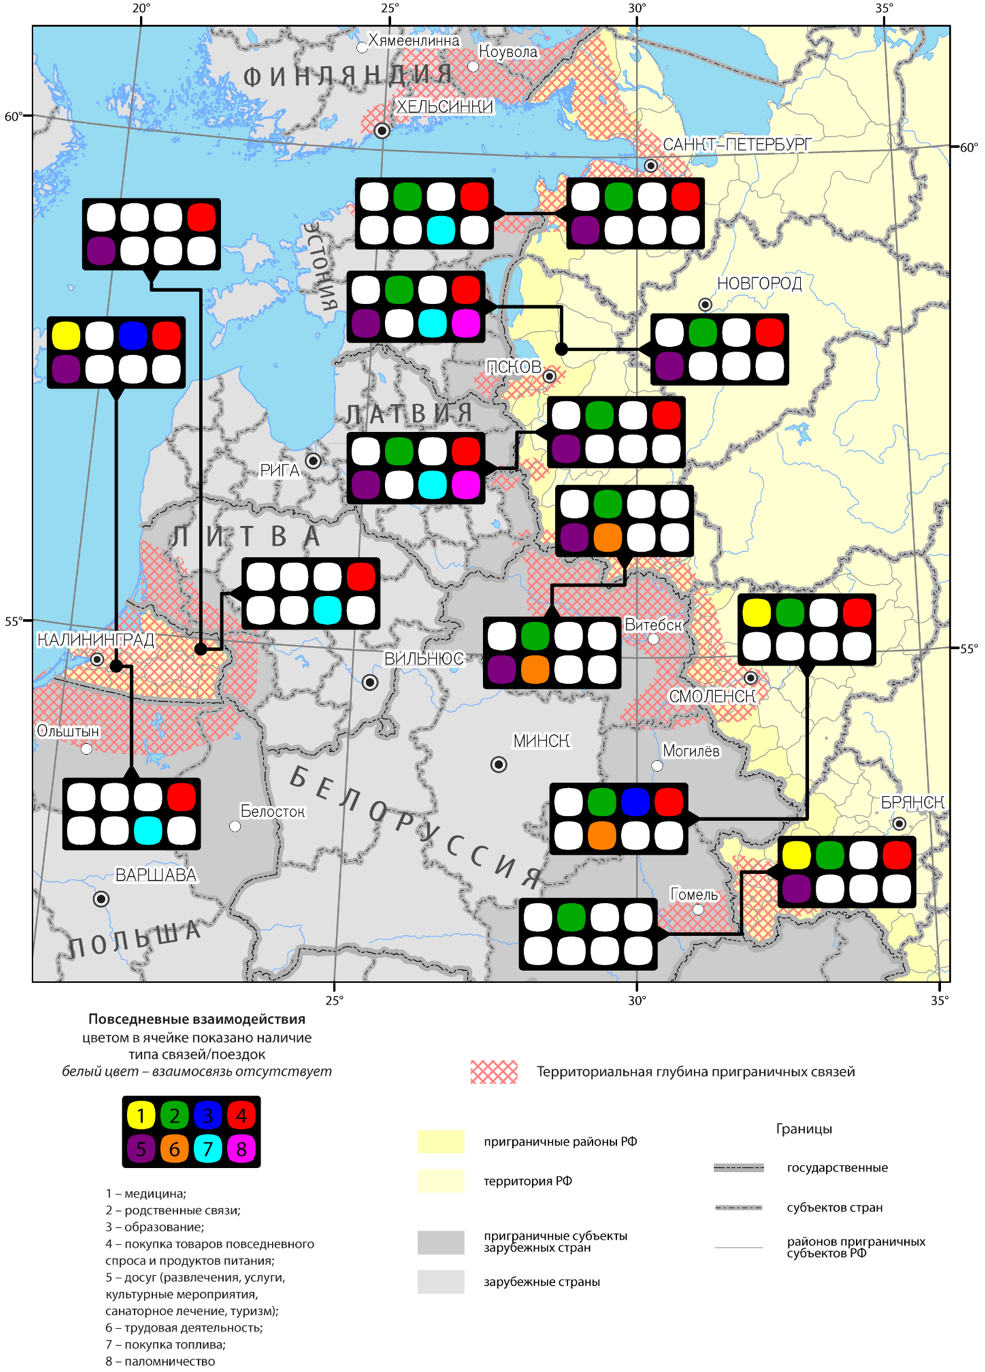 20°
25°
30°
35°
Хямеенлинна
Коувола
ФИНЛЯНДИЯ
ХЕЛЬСИНКИ
60°
60°
САНКТ-ПЕТЕРБУРГ
ЭСТОНИЯ
НОВГОРОД
ПСКОВ
ЛАТВИЯ
РИГА
ЛИТВА
55°
КАЛИНИНГРАД
Витебск
ВИЛЬНЮС
55°
СМОЛЕНСК
Ольштын
МИНСК
Могилёв
БЕЛОРУССИЯ
Белосток
БРЯНСК
ВАРШАВА
Гомель
ПОЛЬША
25°
30°
35°
Повседневные взаимодействия
цветом в ячейке показано наличие
типа связей/поездок
белый цвет – взаимосвязь отсутствует
1 2 3 4
5 6 7 8
1 – медицина;
2 – родственные связи;
3 – образование;
4 – покупка товаров повседневного
спроса и продуктов питания;
5 – досуг (развлечения, услуги,
культурные мероприятия,
санаторное лечение, туризм);
6 – трудовая деятельность;
7 – покупка топлива;
8 – паломничество
Территориальная глубина приграничных связей
приграничные районы РФ
территория РФ
приграничные субъекты
зарубежных стран
зарубежные страны
Границы
государственные
субъектов стран
районов приграничных
субъектов РФ